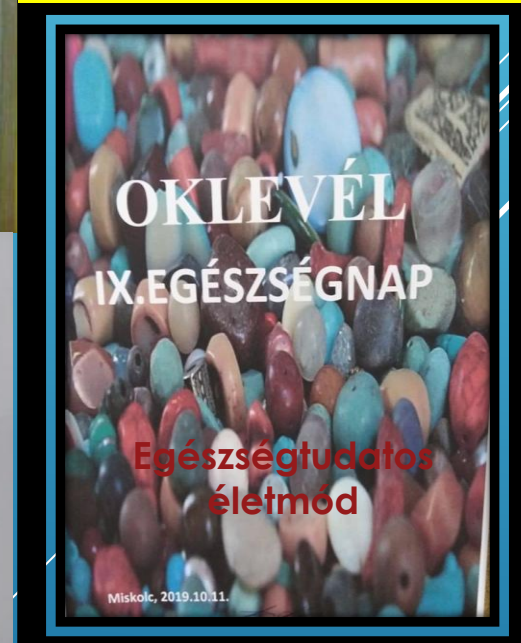 OKLEVÉL
IX.EGÉSZSÉGNAP
Egészségtudatos
életmód
Miskolc, 2019.10.11.